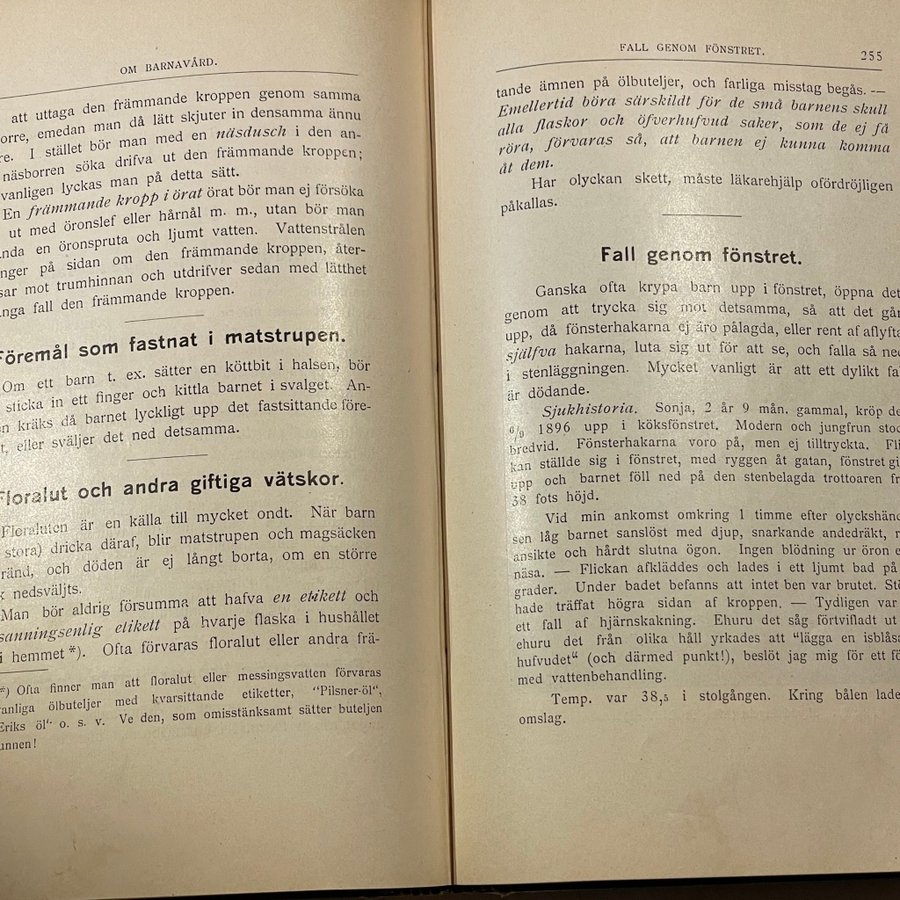 OM BARNAVÅRD.
att uttaga den främmande kroppen genom samma
orre, emedan man då lätt skjuter in densamma ännu
re. I stället bör man med en näsdusch i den an-
näsborren söka drifva ut den främmande kroppen;
vanligen lyckas man på detta sätt.
En främmande kropp i örat örat bör man ej försöka
ut med öronslef eller hårnål m. m., utan bör man
nda en öronspruta och ljumt vatten. Vattenstrålen
nger på sidan om den främmande kroppen, åter-
sar mot trumhinnan och utdrifver sedan med lätthet
nga fall den främmande kroppen.
Föremål som fastnat i matstrupen.
Om ett barn t. ex. sätter en köttbit i halsen, bör
sticka in ett finger och kittla barnet i svalget. An-
n kräks då barnet lyckligt upp det fastsittande före-
t, eller sväljer det ned detsamma.
Floralut och andra giftiga vätskor.
Floraluten är en källa till mycket ondt. När barn
stora) dricka däraf, blir matstrupen och magsäcken
ränd, och döden är ej långt borta, om en större
k nedsväljts.
Man bör aldrig försumma att hafva en etikett och
sanningsenlig etikett på hvarje flaska i hushållet
i hemmet *). Ofta förvaras floralut eller andra frä-
*) Ofta finner man att floralut eller messingsvatten förvaras
anliga ölbuteljer med kvarsittande etiketter, "Pilsner-öl",
Eriks öl" o. s. v. Ve den, som omisstänksamt sätter buteljen
unnen!
FALL GENOM FÖNSTRET. 255
tande ämnen på ölbuteljer, och farliga misstag begås. —
Emellertid böra särskildt för de små barnens skull
alla flaskor och öfverhufvud saker, som de ej få
röra, förvaras så, att barnen ej kunna komma
åt dem.
Har olyckan skett, måste läkarehjälp ofördröjligen
påkallas.
Fall genom fönstret.
Ganska ofta krypa barn upp i fönstret, öppna det
genom att trycka sig mot detsamma, så att det går
upp, då fönsterhakarna ej äro pålagda, eller rent af aflyfta
själfva hakarna, luta sig ut för att se, och falla så ned
i stenläggningen. Mycket vanligt är att ett dylikt fa
är dödande.
Sjukhistoria. Sonja, 2 år 9 mån. gammal, kröp de
6/9 1896 upp i köksfönstret. Modern och jungfrun stod
bredvid. Fönsterhakarna voro på, men ej tilltryckta. Fli
kan ställde sig i fönstret, med ryggen åt gatan, fönstret gi
upp och barnet föll ned på den stenbelagda trottoaren fr
38 fots höjd.
Vid min ankomst omkring 1 timme efter olyckshänd
sen låg barnet sanslöst med djup, snarkande andedräkt, r
ansikte och hårdt slutna ögon. Ingen blödning ur öron e
näsa. — Flickan afkläddes och lades i ett ljumt bad på
grader. Under badet befanns att intet ben var brutet. Stö
hade träffat högra sidan af kroppen. — Tydligen var
ett fall af hjärnskakning. Ehuru det såg förtvifladt ut
ehuru det från olika håll yrkades att "lägga en isblåsa
hufvudet" (och därmed punkt!), beslöt jag mig för ett fö
med vattenbehandling.
Temp. var 38,5 i stolgången. Kring bålen lade
omslag.